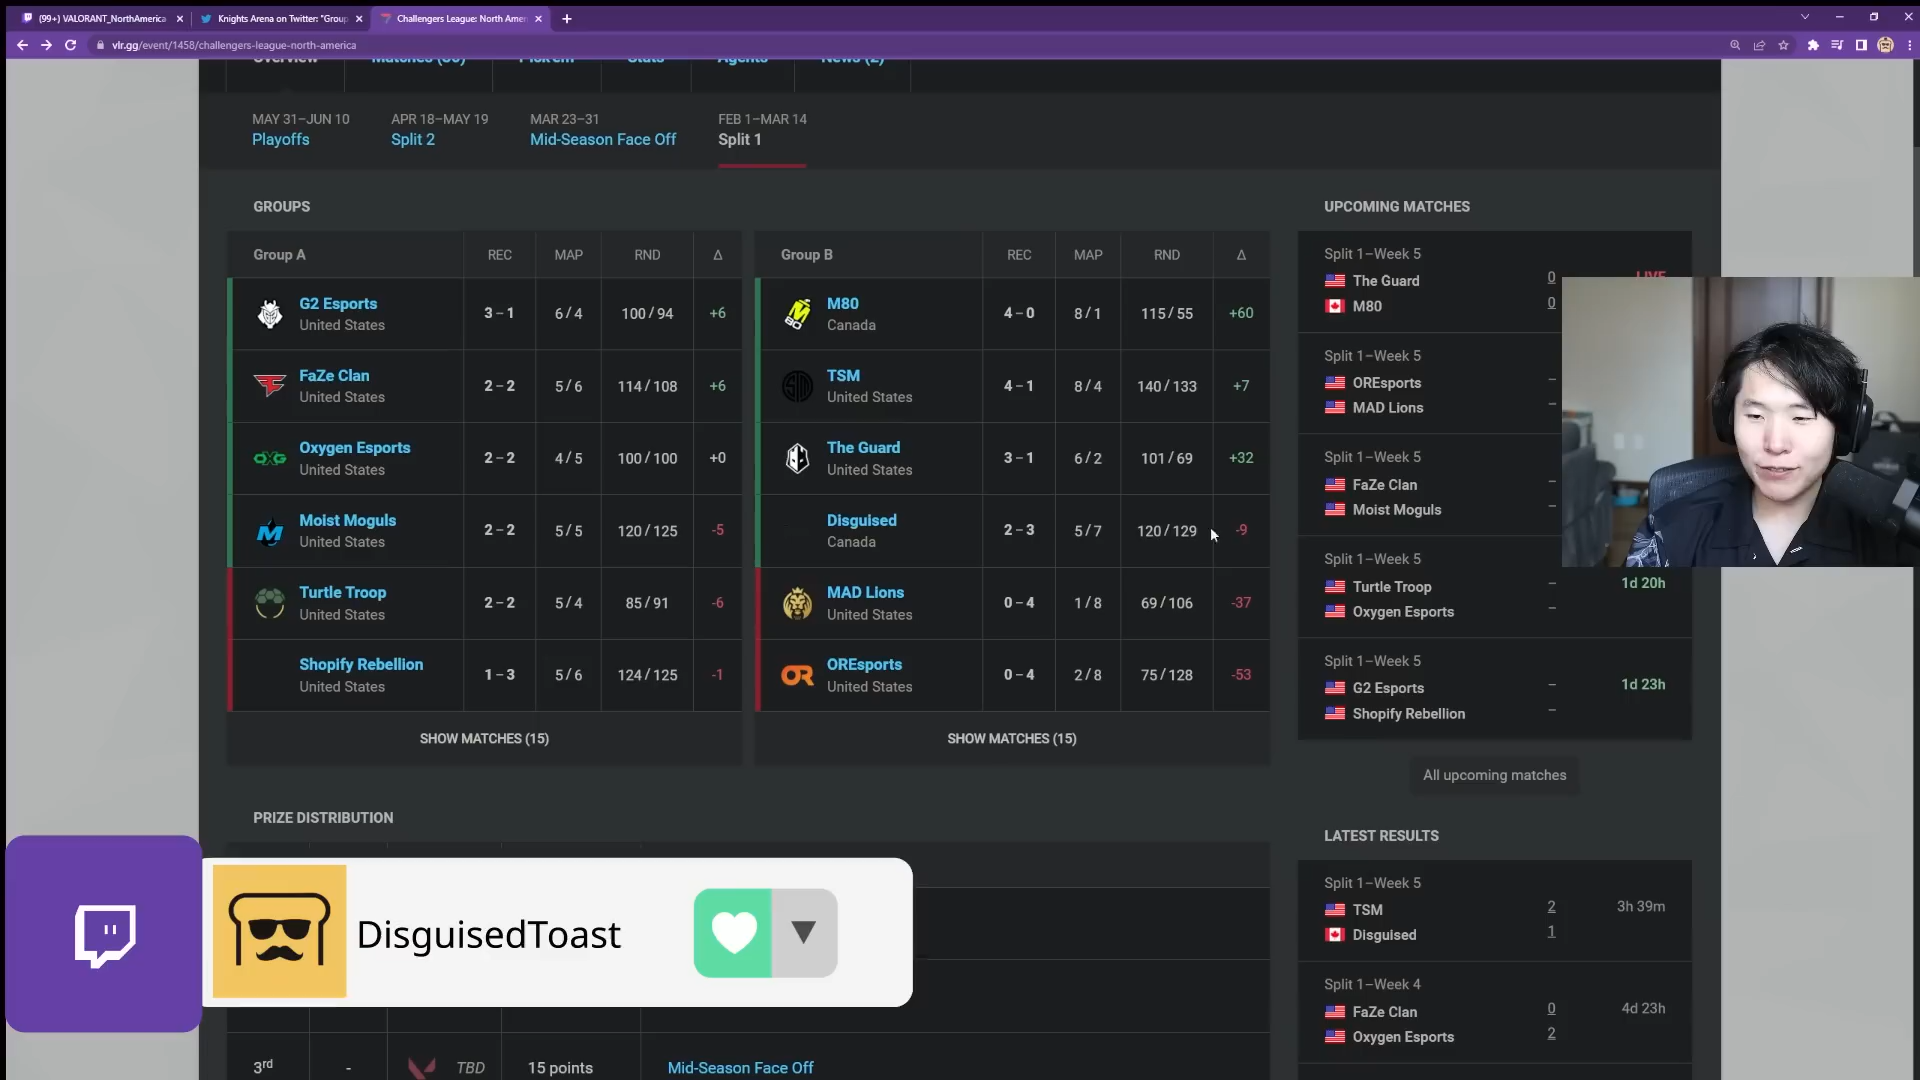 (99+) VALORANT_NorthAmerica
Knights Arena on Twitter: "Group
Challengers League: North Amer
vlr.gg/event/1458/challengers-league-north-america
Overview
Pick'em
Stats
Agents
News (2)
MAY 31–JUN 10
Playoffs
APR 18–MAY 19
Split 2
MAR 23–31
Mid-Season Face Off
FEB 1–MAR 14
Split 1
GROUPS
Group A REC MAP RND Δ
G2 Esports
United States
3 – 1 6 / 4 100 / 94 +6
FaZe Clan
United States
2 – 2 5 / 6 114 / 108 +6
Oxygen Esports
United States
2 – 2 4 / 5 100 / 100 +0
Moist Moguls
United States
2 – 2 5 / 5 120 / 125 -5
Turtle Troop
United States
2 – 2 5 / 4 85 / 91 -6
Shopify Rebellion
United States
1 – 3 5 / 6 124 / 125 -1
SHOW MATCHES (15)
Group B REC MAP RND Δ
M80
Canada
4 – 0 8 / 1 115 / 55 +60
TSM
United States
4 – 1 8 / 4 140 / 133 +7
The Guard
United States
3 – 1 6 / 2 101 / 69 +32
Disguised
Canada
2 – 3 5 / 7 120 / 129 -9
MAD Lions
United States
0 – 4 1 / 8 69 / 106 -37
OREsports
United States
0 – 4 2 / 8 75 / 128 -53
SHOW MATCHES (15)
UPCOMING MATCHES
Split 1–Week 5
The Guard 0
LIVE
M80 0
Split 1–Week 5
OREsports –
MAD Lions –
Split 1–Week 5
FaZe Clan –
Moist Moguls –
Split 1–Week 5
Turtle Troop –
1d 20h
Oxygen Esports –
Split 1–Week 5
G2 Esports –
1d 23h
Shopify Rebellion –
All upcoming matches
PRIZE DISTRIBUTION
DisguisedToast
3rd - TBD 15 points Mid-Season Face Off
LATEST RESULTS
Split 1–Week 5
TSM 2
3h 39m
Disguised 1
Split 1–Week 4
FaZe Clan 0
4d 23h
Oxygen Esports 2